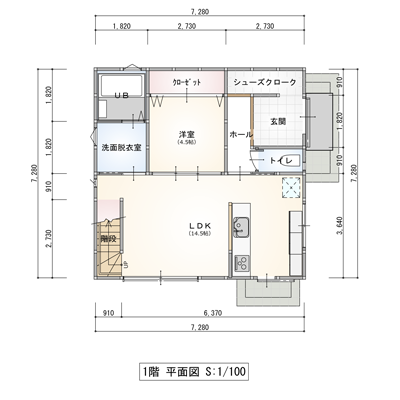 7,280
1,820 2,730 2,730
クローゼット
シューズクローク
UB
玄関
洋室
(4.5帖)
ホール
洗面脱衣室
トイレ
LDK
(14.5帖)
階段
UP
1,820
1,820
910
2,730
7,280
910
1,820
910
3,640
7,280
910 6,370
7,280
1階 平面図 S:1/100